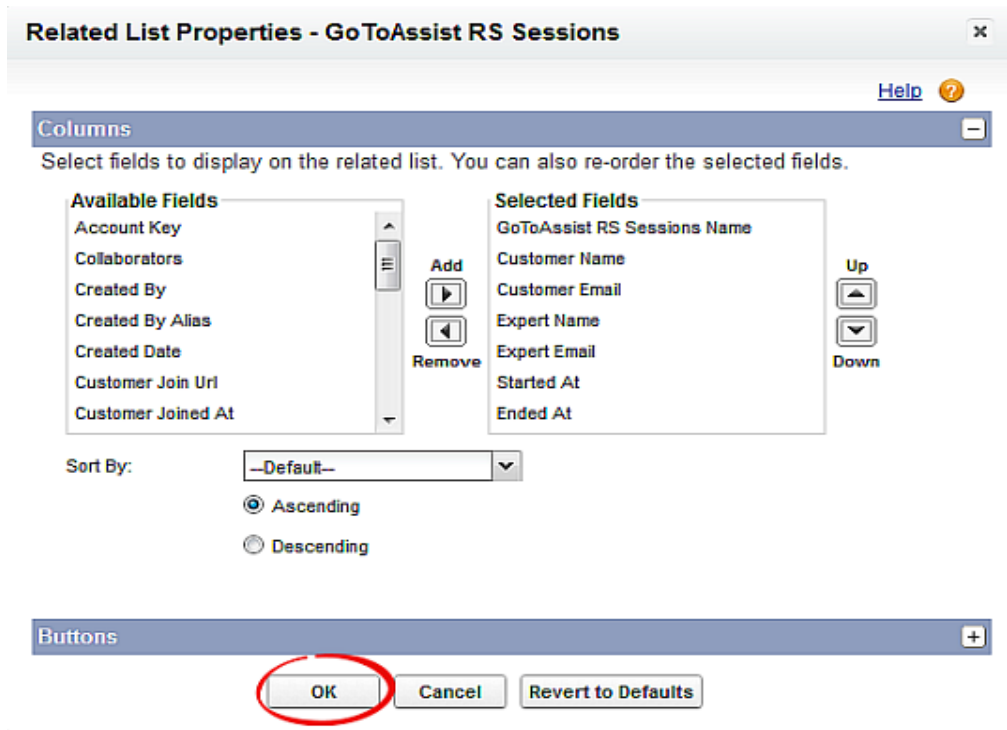 Related List Properties - GoToAssist RS Sessions
Help
Columns
Select fields to display on the related list. You can also re-order the selected fields.
Available Fields
Account Key
Collaborators
Created By
Created By Alias
Created Date
Customer Join Url
Customer Joined At
Add
Remove
Selected Fields
GoToAssist RS Sessions Name
Customer Name
Customer Email
Expert Name
Expert Email
Started At
Ended At
Up
Down
Sort By:
--Default--
Ascending
Descending
Buttons
OK
Cancel
Revert to Defaults